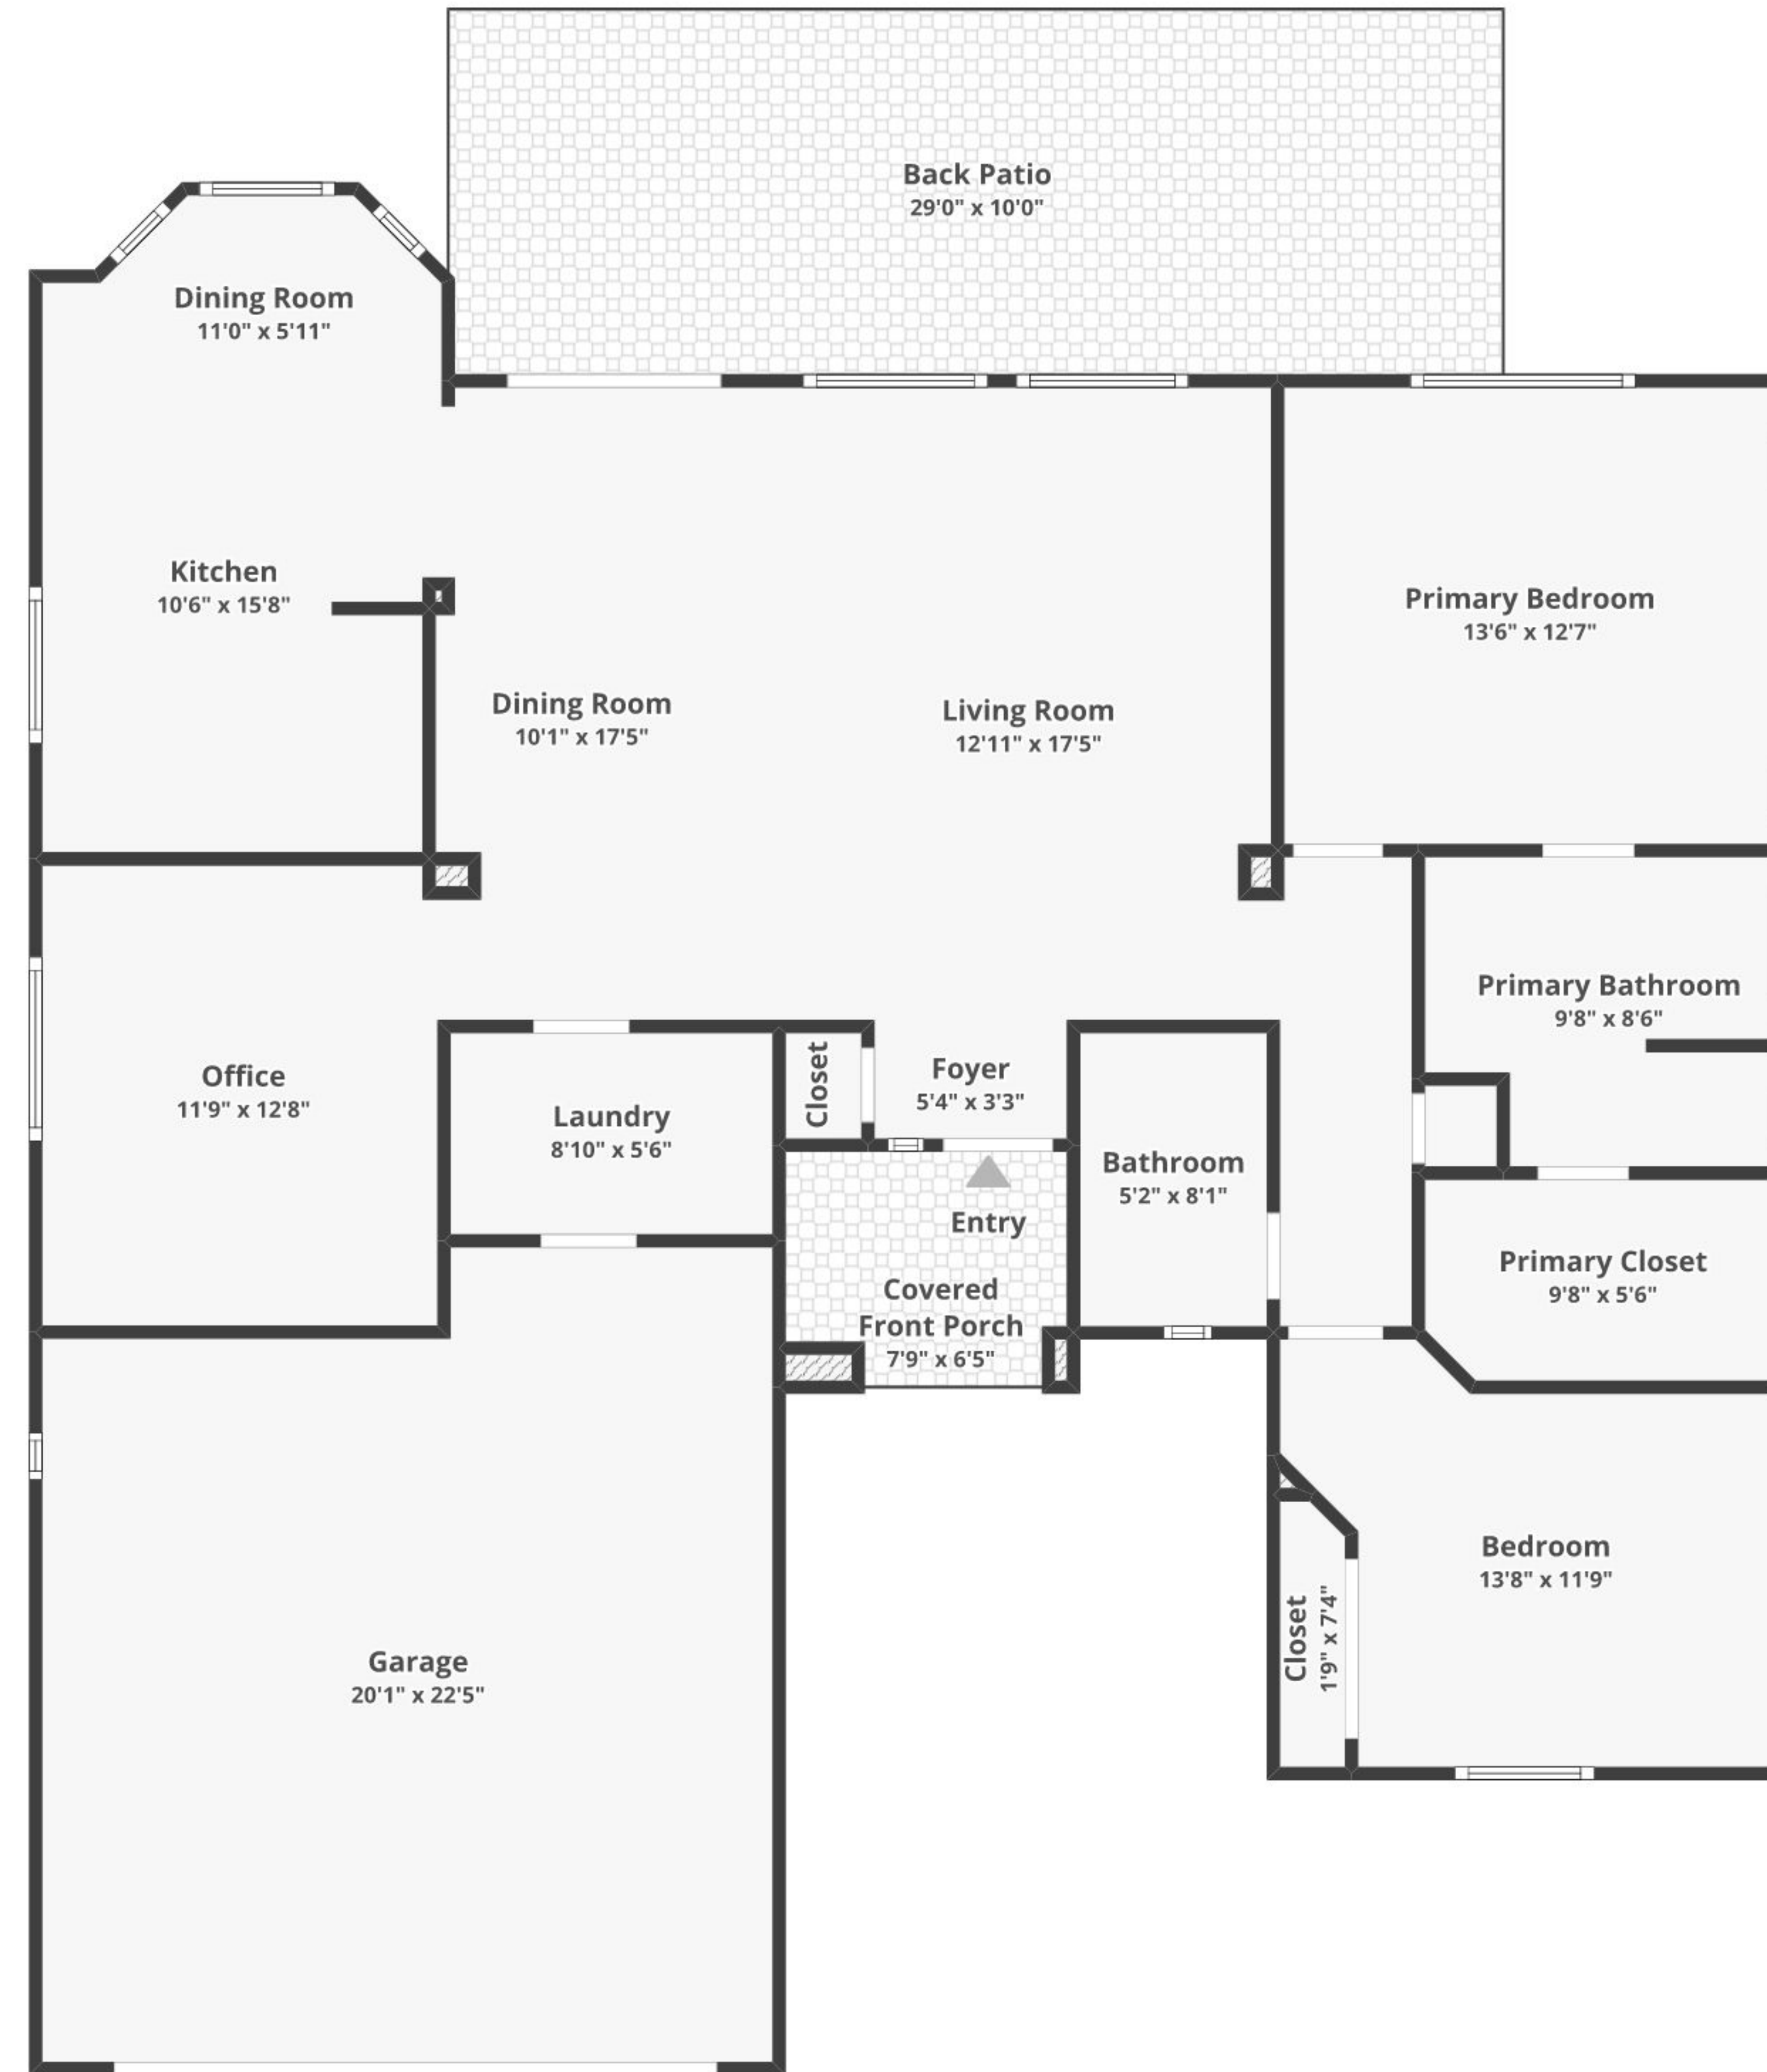 Back Patio
29'0" x 10'0"
Dining Room
11'0" x 5'11"
Kitchen
10'6" x 15'8"
Primary Bedroom
13'6" x 12'7"
Dining Room
10'1" x 17'5"
Living Room
12'11" x 17'5"
Primary Bathroom
9'8" x 8'6"
Office
11'9" x 12'8"
Laundry
8'10" x 5'6"
Closet
Foyer
5'4" x 3'3"
Bathroom
5'2" x 8'1"
Entry
Covered
Front Porch
7'9" x 6'5"
Primary Closet
9'8" x 5'6"
Bedroom
13'8" x 11'9"
Closet
1'9" x 7'4"
Garage
20'1" x 22'5"